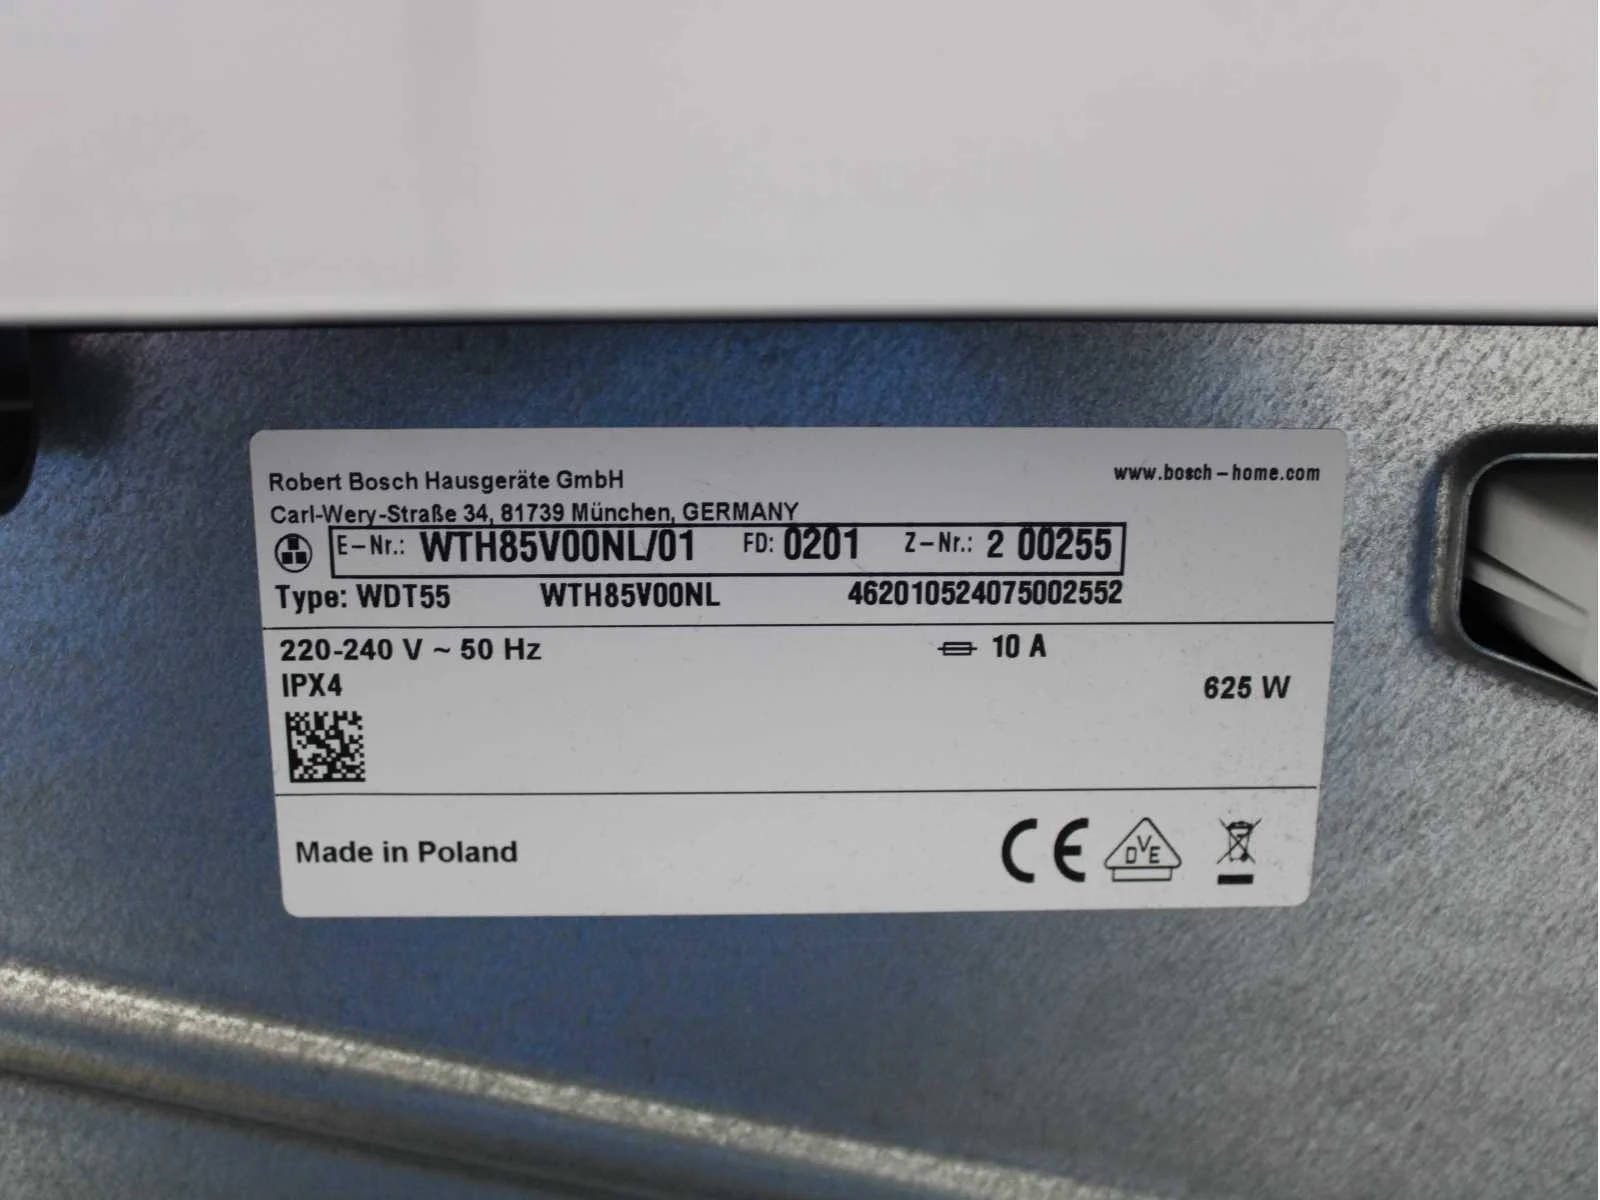 Robert Bosch Hausgeräte GmbH
www.bosch-home.com
Carl-Wery-Straße 34, 81739 München, GERMANY
E-Nr.: WTH85V00NL/01 FD: 0201 Z-Nr.: 2 00255
Type: WDT55 WTH85V00NL 462010524075002552
220-240 V ~ 50 Hz 10 A
IPX4 625 W
Made in Poland CE DVE